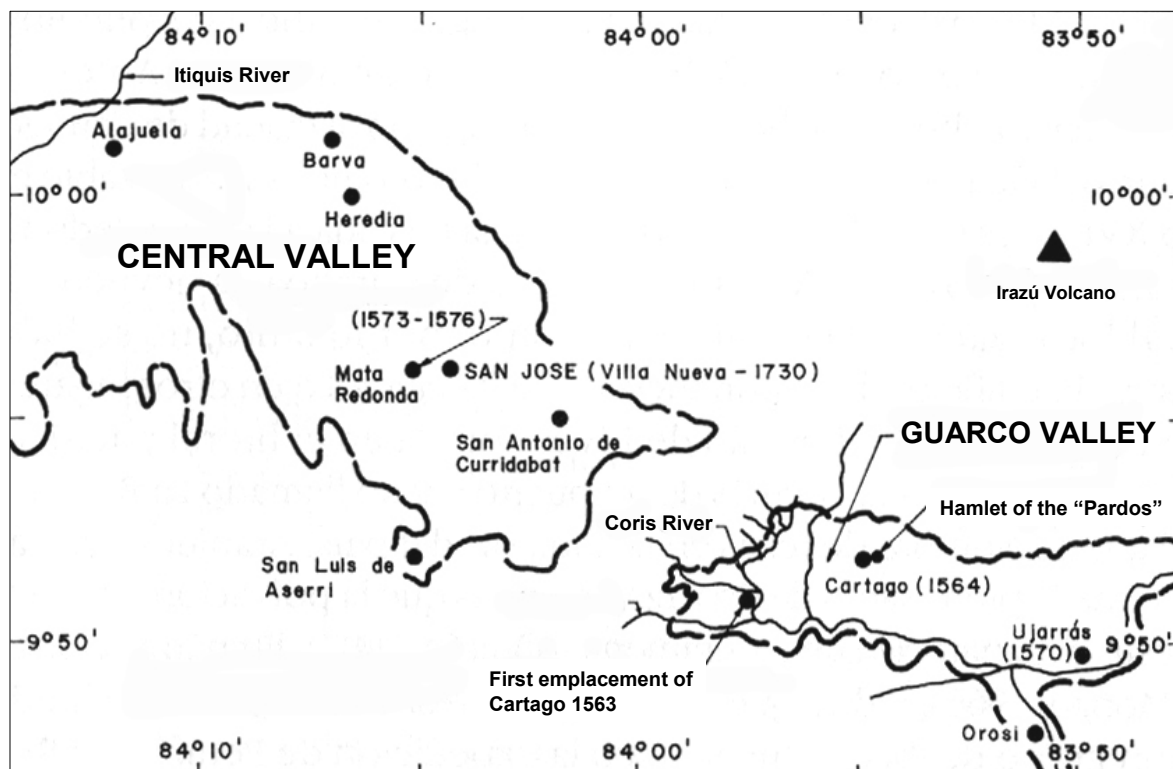 84°10'
84°00'
83°50'
Itiquis River
Alajuela
Barva
10°00'
10°00'
Heredia
CENTRAL VALLEY
Irazú Volcano
(1573-1576)
Mata
Redonda
SAN JOSE (Villa Nueva - 1730)
San Antonio de
Curridabat
GUARCO VALLEY
Coris River
Hamlet of the “Pardos”
San Luis de
Aserri
Cartago (1564)
Ujarrás
(1570)
9°50'
9°50'
First emplacement of
Cartago 1563
Orosi
84°10'
84°00'
83°50'